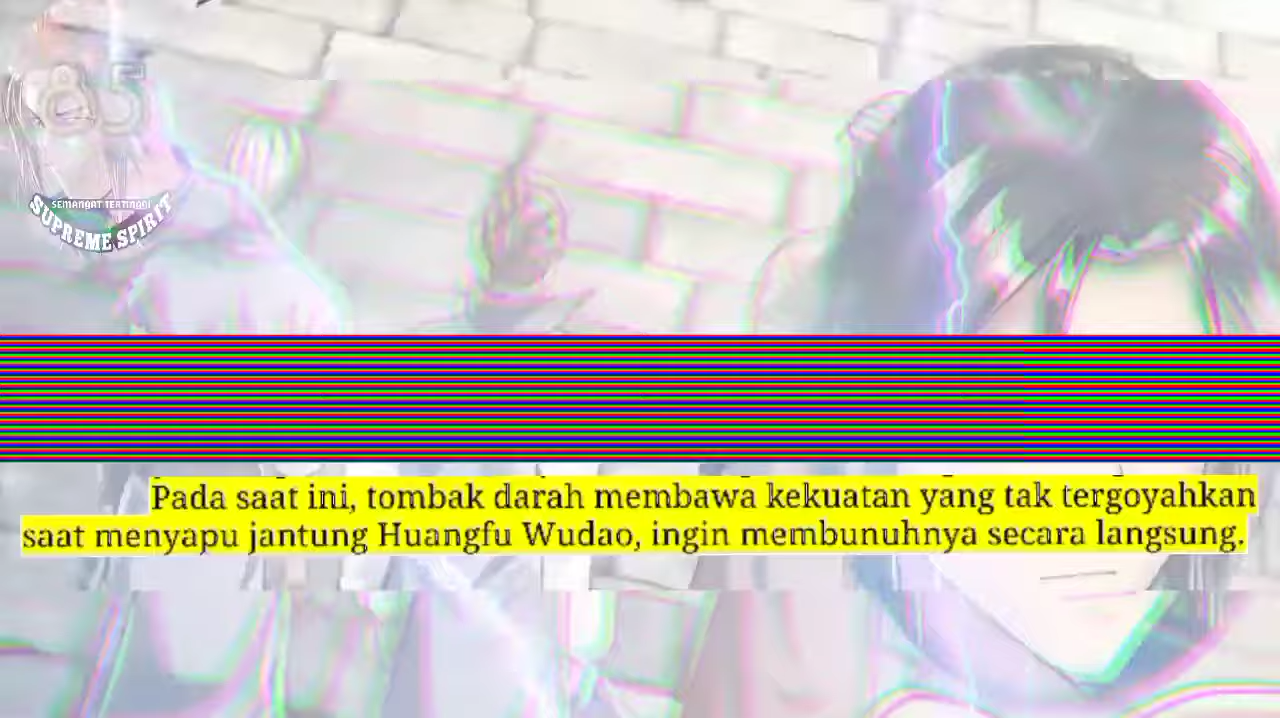 85
SEMANGAT TERTINGGI
SUPREME SPIRIT
Pada saat ini, tombak darah membawa kekuatan yang tak tergoyahkan
saat menyapu jantung Huangfu Wudao, ingin membunuhnya secara langsung.